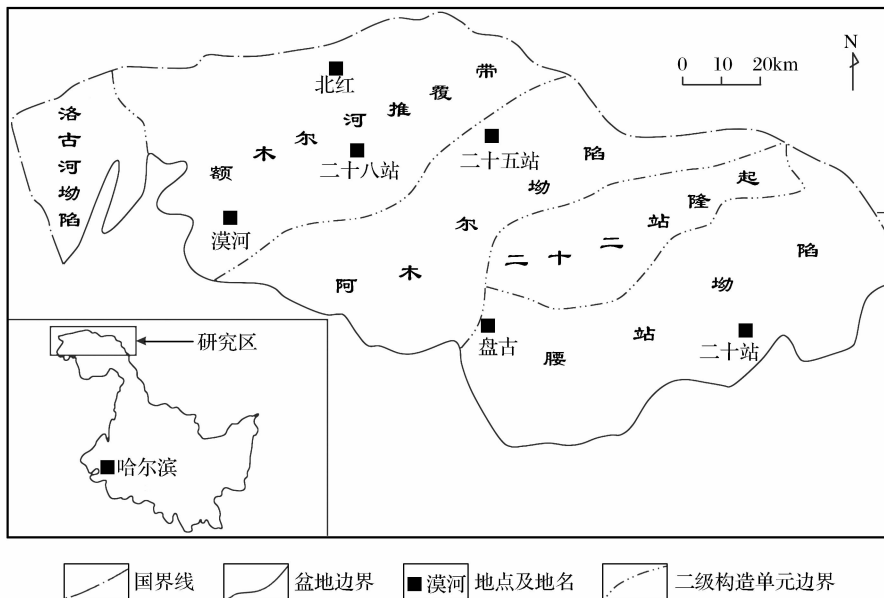 N
0 10 20km
洛古河坳陷
额木尔河推覆带
北红
二十八站
漠河
二十五站
阿木尔坳陷
二十二站隆起
盘古
腰站坳陷
二十站
研究区
哈尔滨
国界线
盆地边界
漠河 地点及地名
二级构造单元边界